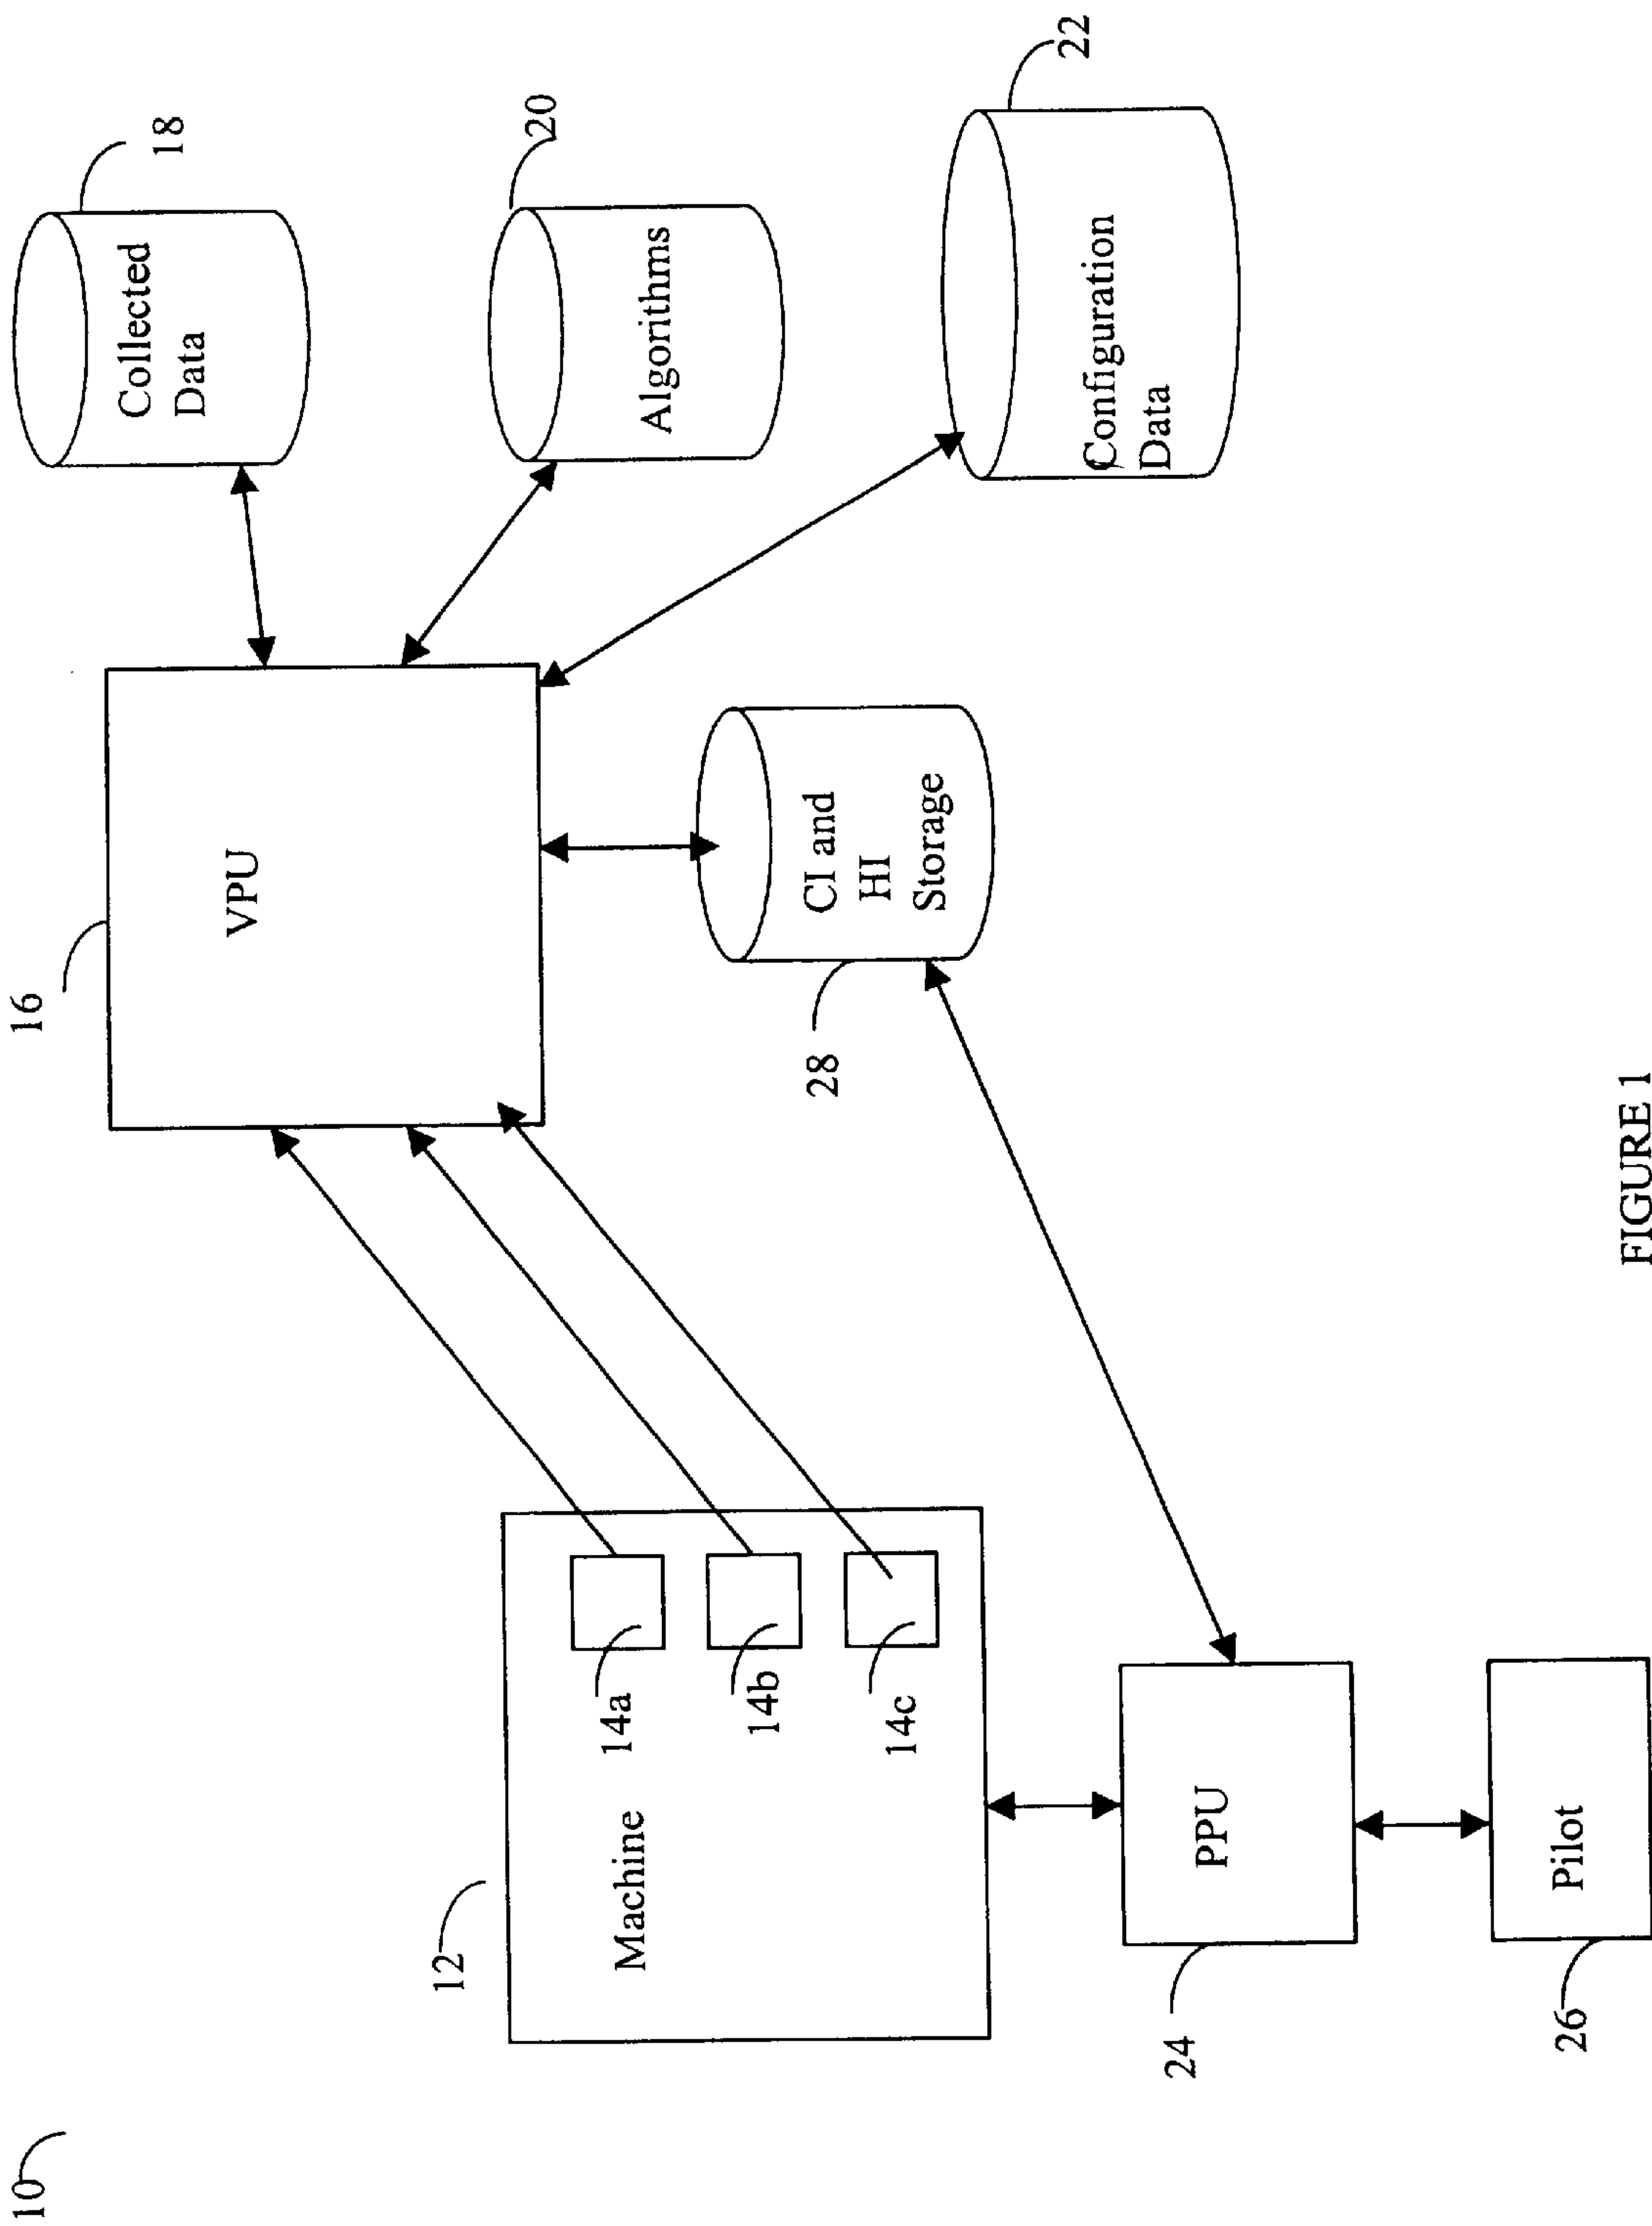 10
16
18
Collected
Data
VPU
12
20
Machine
14a
Algorithms
14b
28
CI and
HI
Storage
14c
22
Configuration
Data
24
PPU
26
Pilot
FIGURE 1